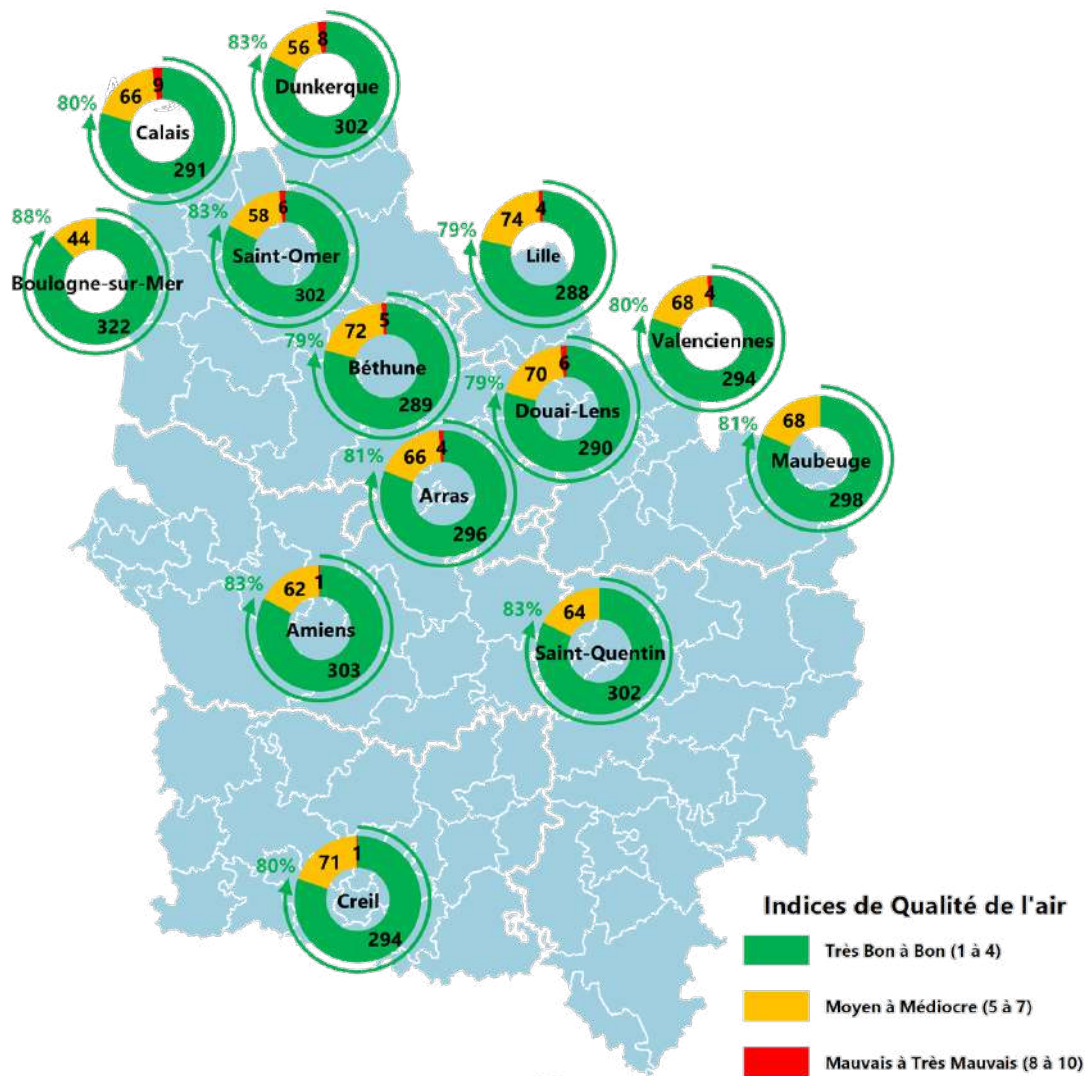 83%
56
8
Dunkerque
302
80%
66
9
Calais
291
88%
44
Boulogne-sur-Mer
322
83%
58
6
Saint-Omer
302
79%
74
4
Lille
288
80%
68
4
Valenciennes
294
79%
72
5
Béthune
289
79%
70
6
Douai-Lens
290
81%
68
Maubeuge
298
81%
66
4
Arras
296
83%
62
1
Amiens
303
83%
64
Saint-Quentin
302
80%
71
1
Creil
294
Indices de Qualité de l'air
Très Bon à Bon (1 à 4)
Moyen à Médiocre (5 à 7)
Mauvais à Très Mauvais (8 à 10)